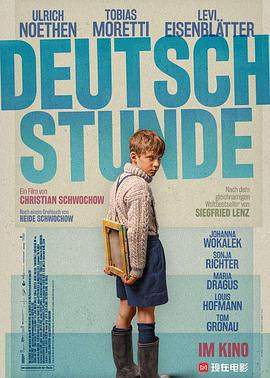 ULRICH NOETHEN
TOBIAS MORETTI
LEVI EISENBLÄTTER
DEUTSCH
STUNDE
Ein Film von
CHRISTIAN SCHWOCHOW
Nach einem Drehbuch von
HEIDE SCHWOCHOW
Nach dem
gleichnamigen
Weltbestseller von
SIEGFRIED LENZ
JOHANNA
WOKALEK
SONJA
RICHTER
MARIA
DRAGUS
LOUIS
HOFMANN
TOM
GRONAU
IM KINO
现在电影